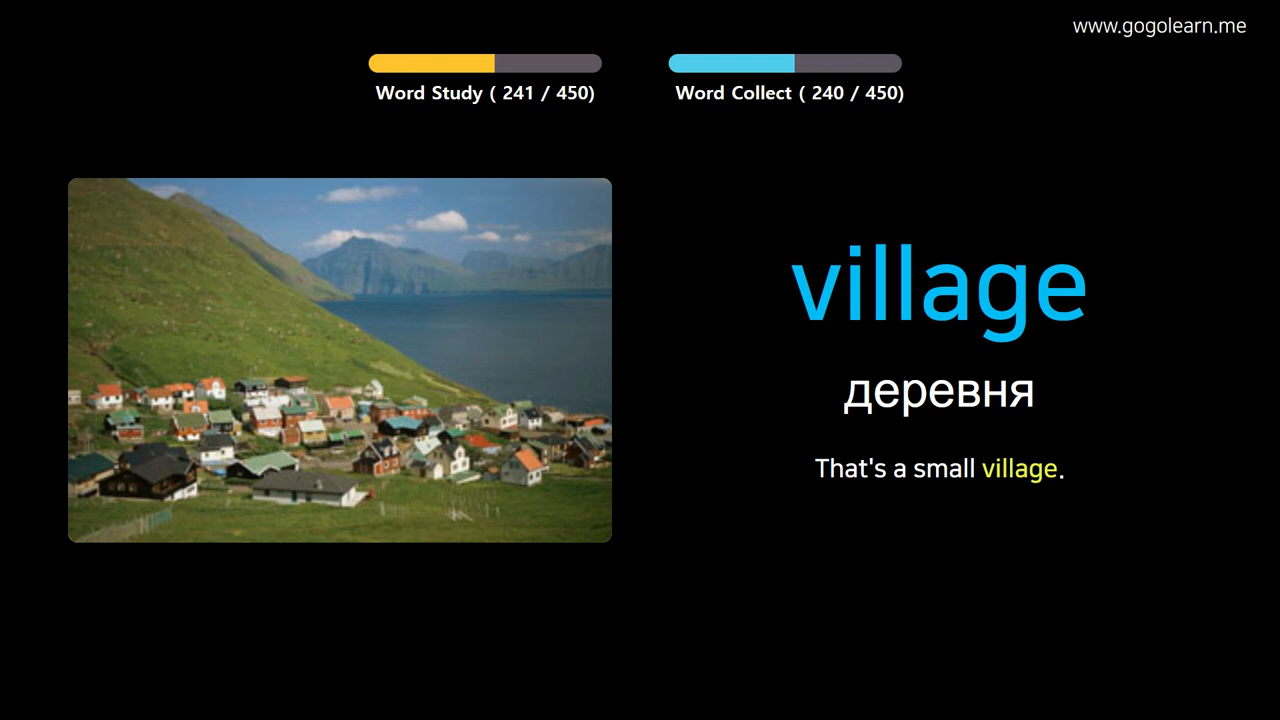 www.gogolearn.me
Word Study ( 241 / 450)
Word Collect ( 240 / 450)
village
деревня
That's a small village.